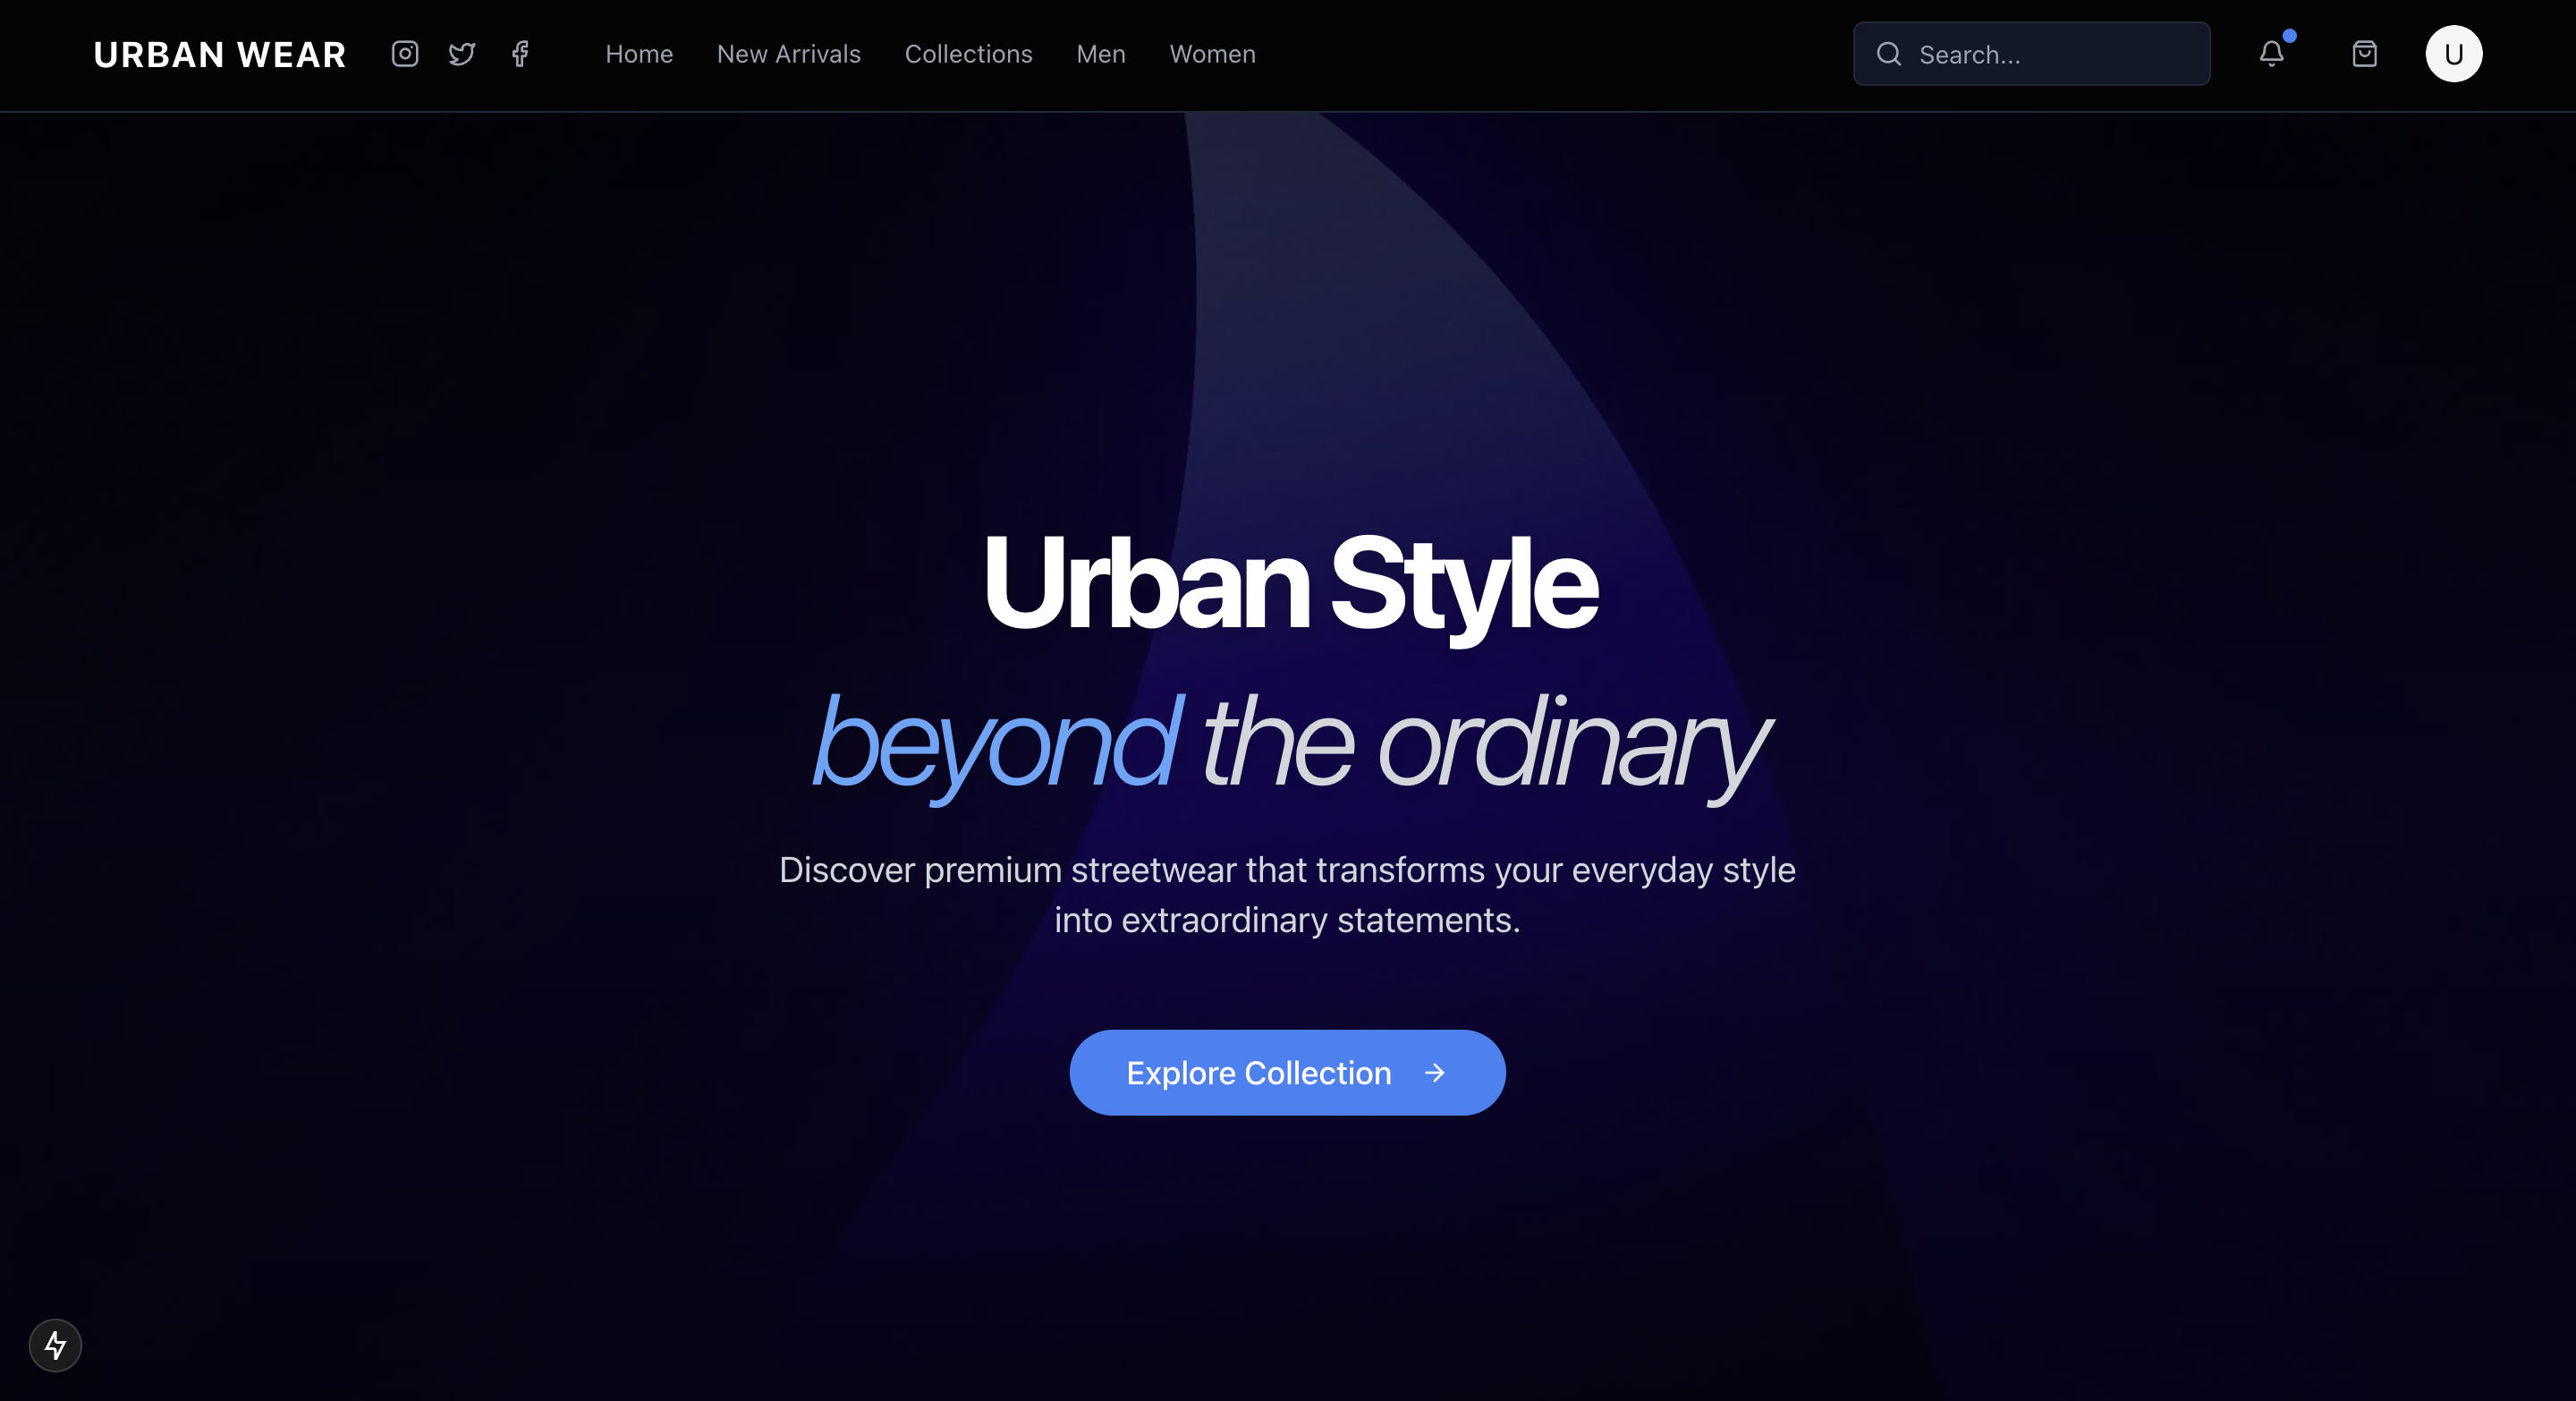 URBAN WEAR Home New Arrivals Collections Men Women Search... U
Urban Style
beyond the ordinary
Discover premium streetwear that transforms your everyday style
into extraordinary statements.
Explore Collection →